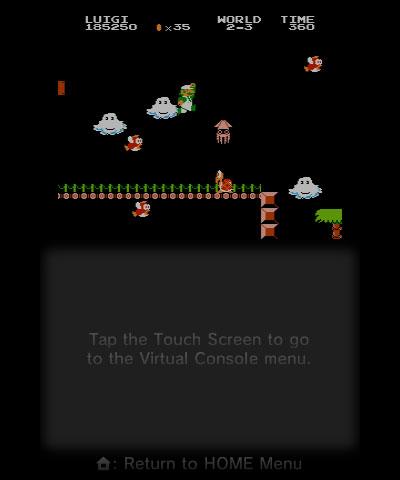 LUIGI WORLD TIME
185250 ×35 2-3 360
Tap the Touch Screen to go
to the Virtual Console menu.
: Return to HOME Menu